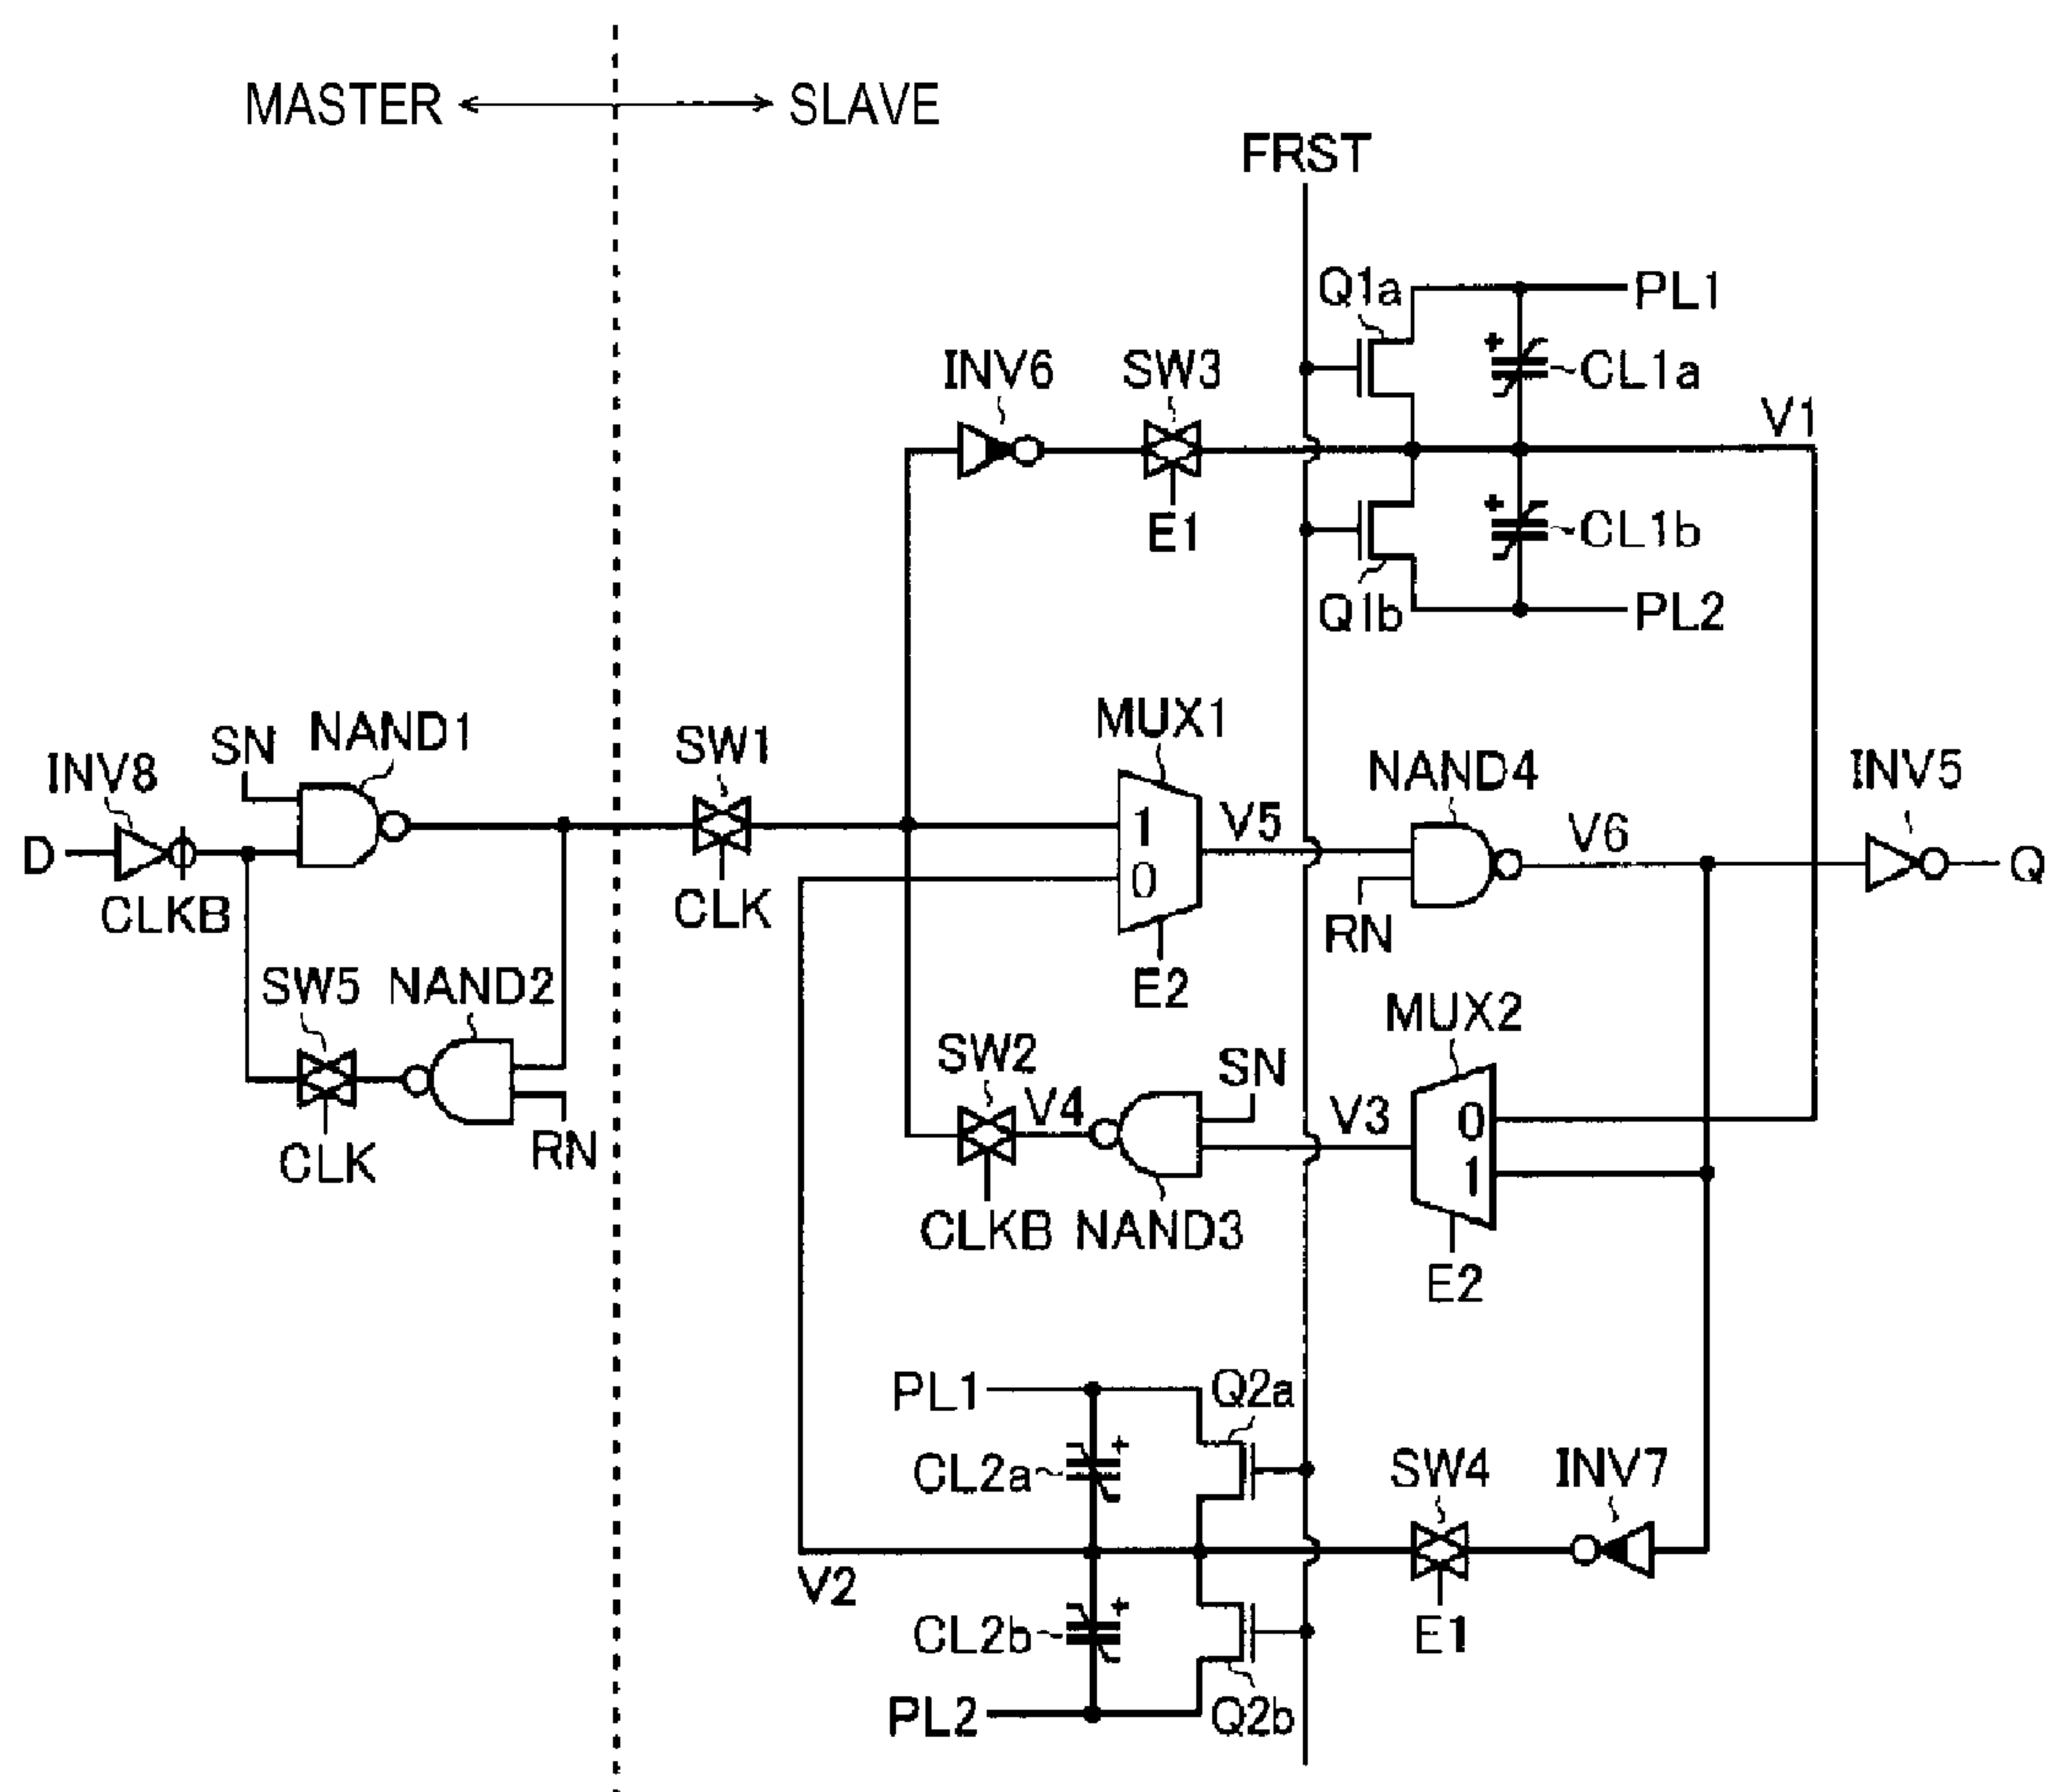 MASTER SLAVE
FRST
Q1a PL1
INV6 SW3 + CL1a
V1
E1 + CL1b
Q1b PL2
MUX1
SN NAND1 SW1 NAND4 INV5
INV8
1 V5 V6
D Q
0
CLKB CLK RN
SW5 NAND2 E2
MUX2
SW2 SN
V4 V3 0
CLK RN 1
CLKB NAND3
E2
PL1 Q2a
CL2a + SW4 INV7
V2
CL2b + E1
PL2 Q2b